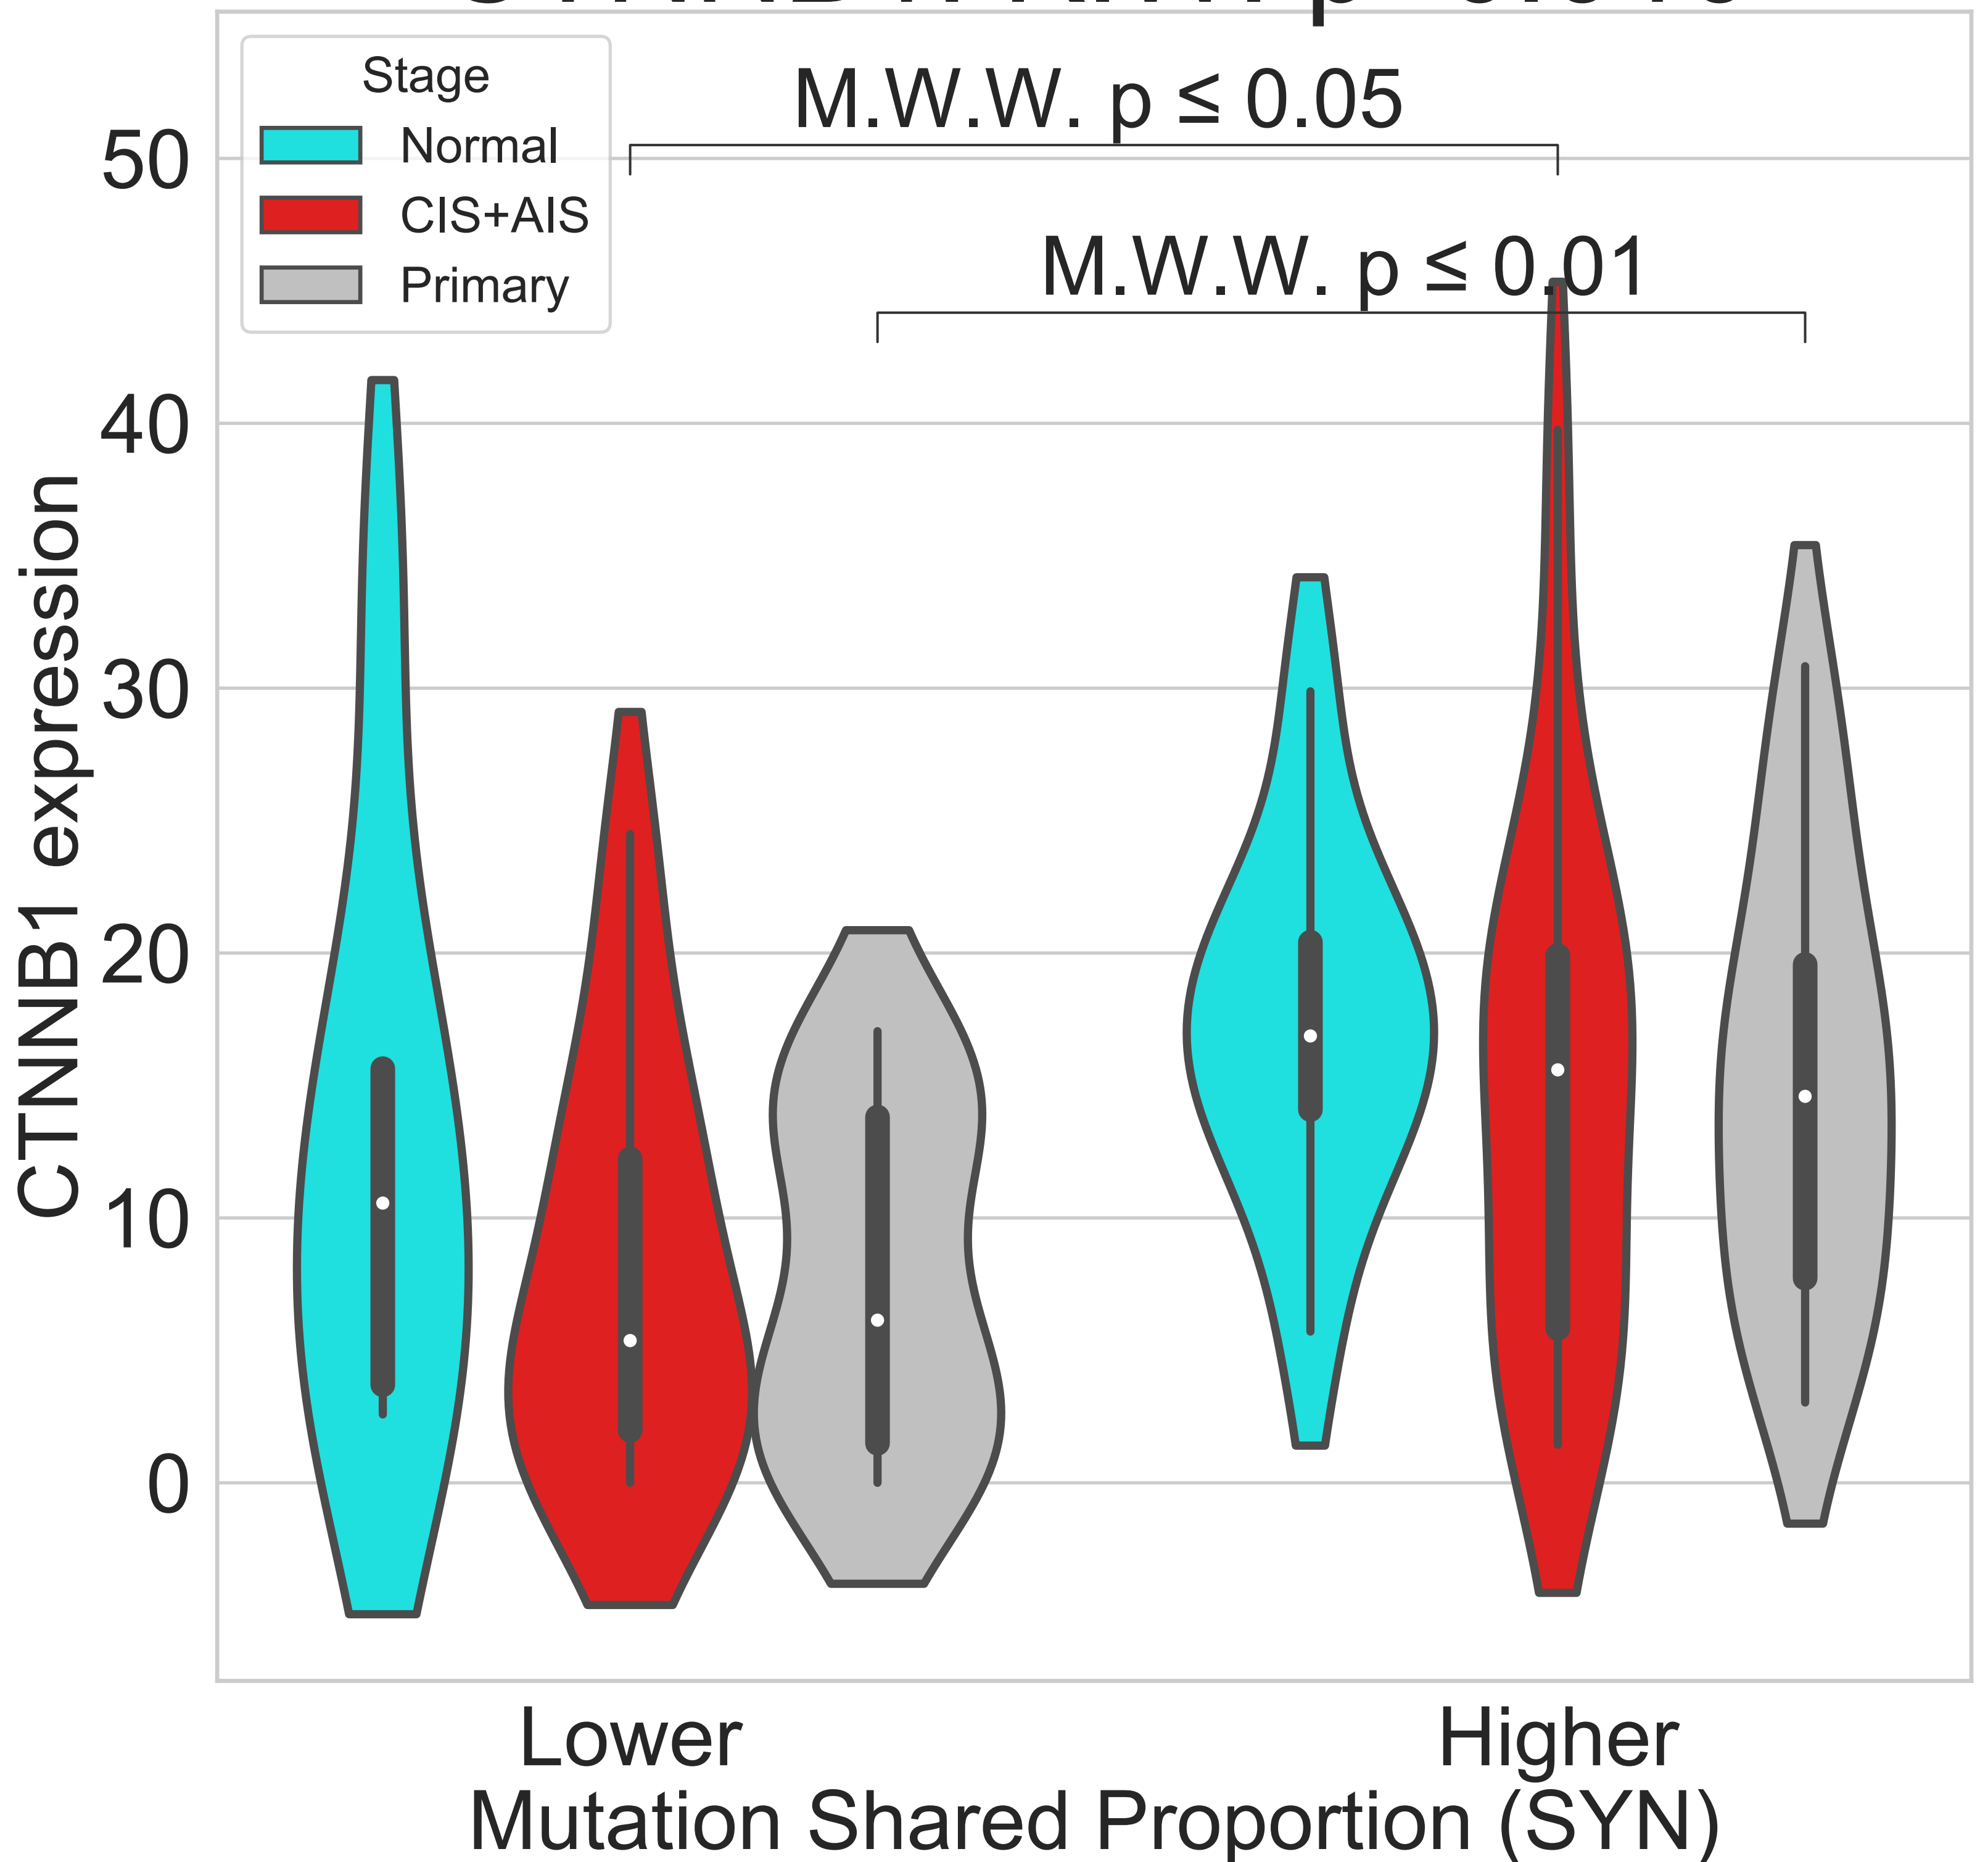 Stage
Normal
CIS+AIS
Primary
M.W.W. p ≤ 0.05
M.W.W. p ≤ 0.01
50
40
30
20
10
0
CTNNB1 expression
Lower
Higher
Mutation Shared Proportion (SYN)